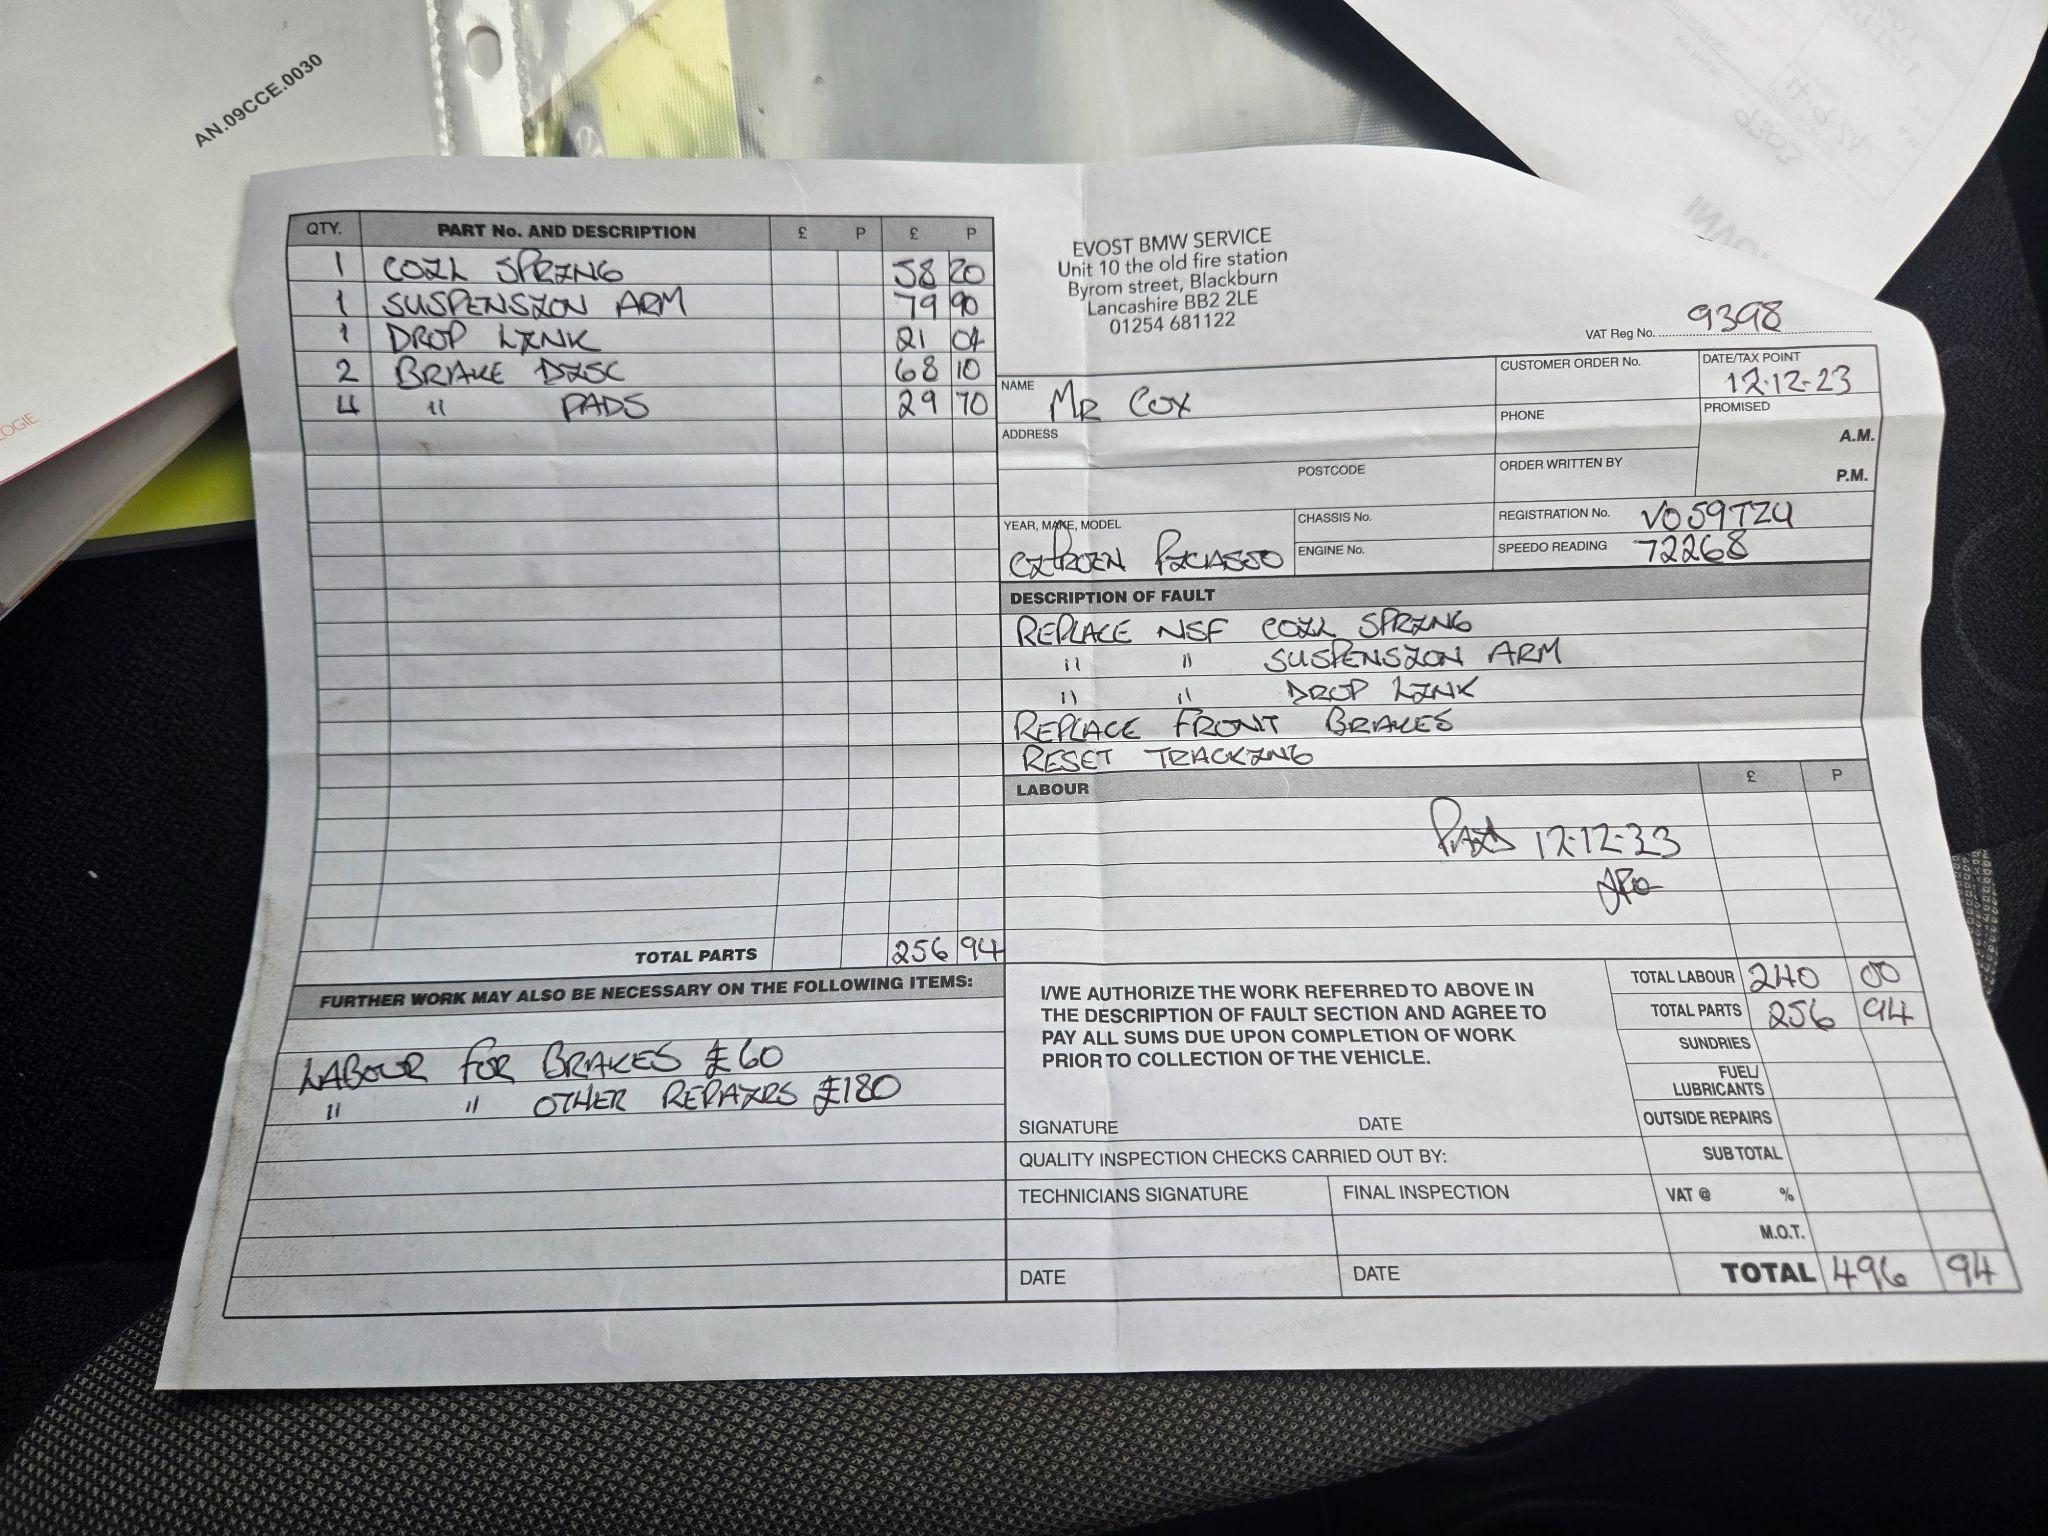 AN.09CCE.0030
LOGIE
QTY. PART No. AND DESCRIPTION £ P £ P
1 COIL SPRING 58 20
1 SUSPENSION ARM 79 90
1 DROP LINK 21 04
2 BRAKE DISC 68 10
4 " PADS 29 70
TOTAL PARTS 256 94
FURTHER WORK MAY ALSO BE NECESSARY ON THE FOLLOWING ITEMS:
LABOUR FOR BRAKES £60
" " OTHER REPAIRS £180
EVOST BMW SERVICE
Unit 10 the old fire station
Byrom street, Blackburn
Lancashire BB2 2LE
01254 681122
VAT Reg No. 9398
NAME MR COX
CUSTOMER ORDER No.
DATE/TAX POINT
12-12-23
PHONE
PROMISED
A.M.
P.M.
ADDRESS
POSTCODE
ORDER WRITTEN BY
YEAR, MAKE, MODEL
CITROEN PICASSO
CHASSIS No.
ENGINE No.
REGISTRATION No. VO59TZU
SPEEDO READING 72268
DESCRIPTION OF FAULT
REPLACE NSF COIL SPRING
" " SUSPENSION ARM
" " DROP LINK
REPLACE FRONT BRAKES
RESET TRACKING
LABOUR £ P
PAID 12-12-23
I/WE AUTHORIZE THE WORK REFERRED TO ABOVE IN
THE DESCRIPTION OF FAULT SECTION AND AGREE TO
PAY ALL SUMS DUE UPON COMPLETION OF WORK
PRIOR TO COLLECTION OF THE VEHICLE.
SIGNATURE DATE
QUALITY INSPECTION CHECKS CARRIED OUT BY:
TECHNICIANS SIGNATURE FINAL INSPECTION
DATE DATE
TOTAL LABOUR 240 00
TOTAL PARTS 256 94
SUNDRIES
FUEL/
LUBRICANTS
OUTSIDE REPAIRS
SUB TOTAL
VAT @ %
M.O.T.
TOTAL 496 94